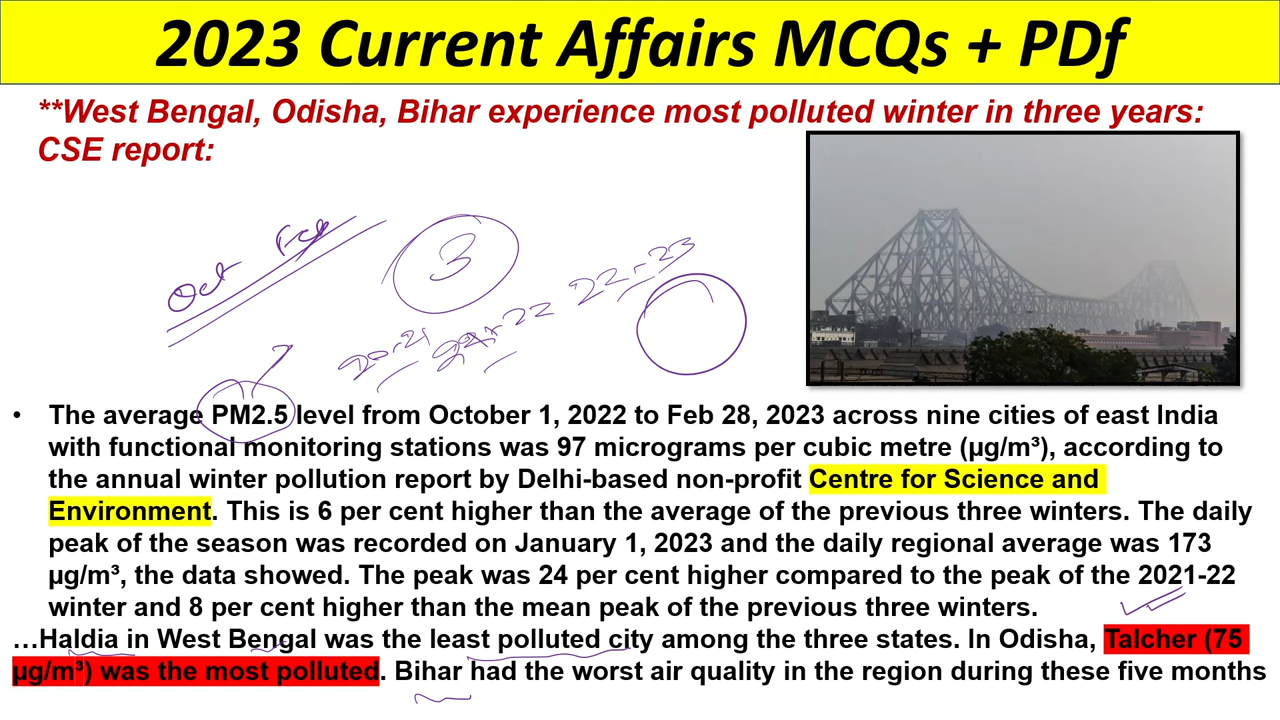 2023 Current Affairs MCQs + PDf
**West Bengal, Odisha, Bihar experience most polluted winter in three years:
CSE report:
Oct Feb
3
20-21 22 22-23
• The average PM2.5 level from October 1, 2022 to Feb 28, 2023 across nine cities of east India
with functional monitoring stations was 97 micrograms per cubic metre (µg/m³), according to
the annual winter pollution report by Delhi-based non-profit Centre for Science and
Environment. This is 6 per cent higher than the average of the previous three winters. The daily
peak of the season was recorded on January 1, 2023 and the daily regional average was 173
µg/m³, the data showed. The peak was 24 per cent higher compared to the peak of the 2021-22
winter and 8 per cent higher than the mean peak of the previous three winters.
...Haldia in West Bengal was the least polluted city among the three states. In Odisha, Talcher (75
µg/m³) was the most polluted. Bihar had the worst air quality in the region during these five months